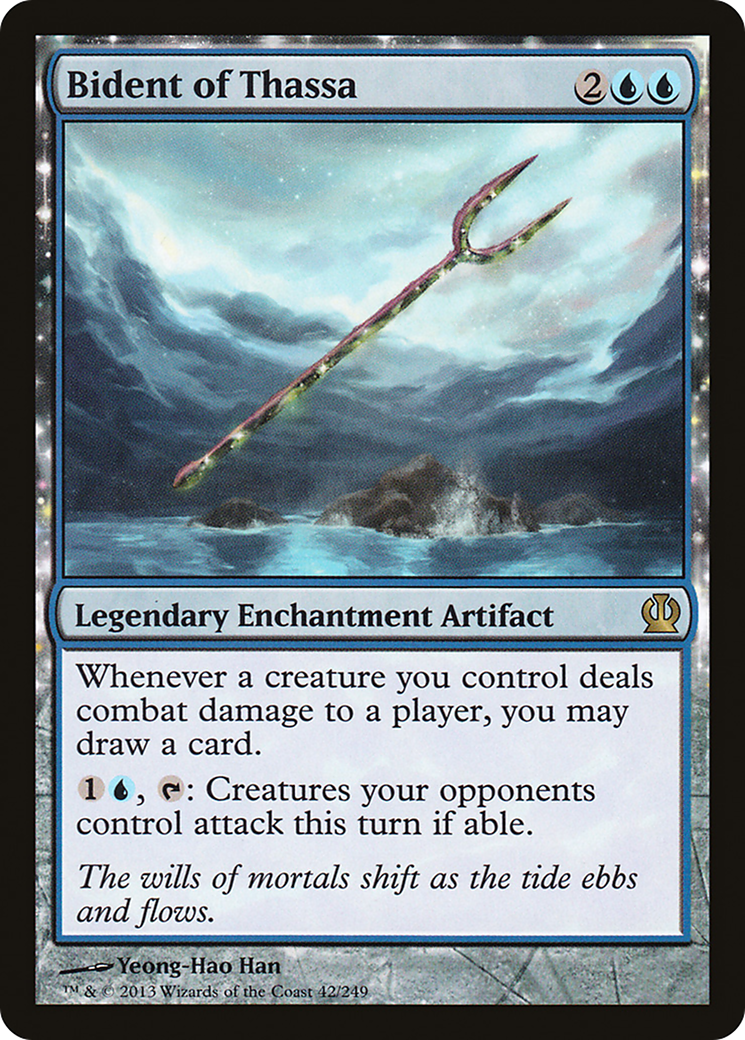 Bident of Thassa 2
Legendary Enchantment Artifact
Whenever a creature you control deals
combat damage to a player, you may
draw a card.
1, : Creatures your opponents
control attack this turn if able.
The wills of mortals shift as the tide ebbs
and flows.
Yeong-Hao Han
™ & © 2013 Wizards of the Coast 42/249